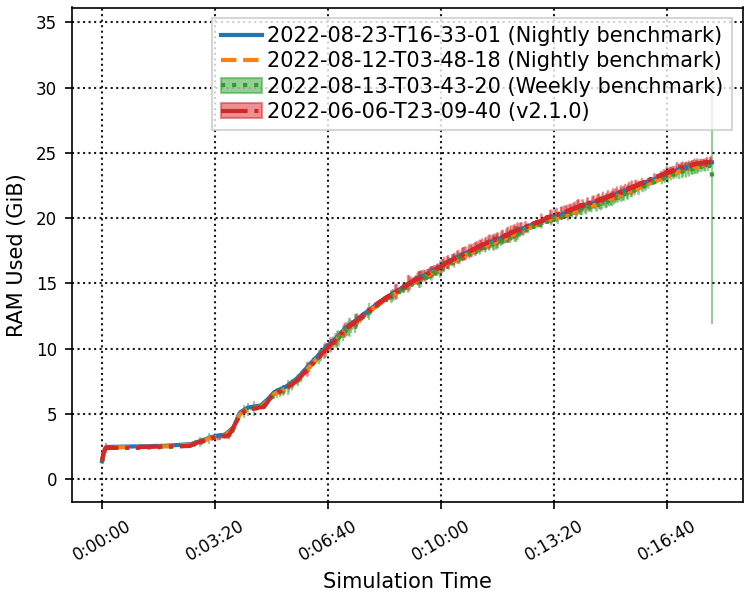 35
30
25
20
15
10
5
0
RAM Used (GiB)
2022-08-23-T16-33-01 (Nightly benchmark)
2022-08-12-T03-48-18 (Nightly benchmark)
2022-08-13-T03-43-20 (Weekly benchmark)
2022-06-06-T23-09-40 (v2.1.0)
0:00:00
0:03:20
0:06:40
0:10:00
0:13:20
0:16:40
Simulation Time